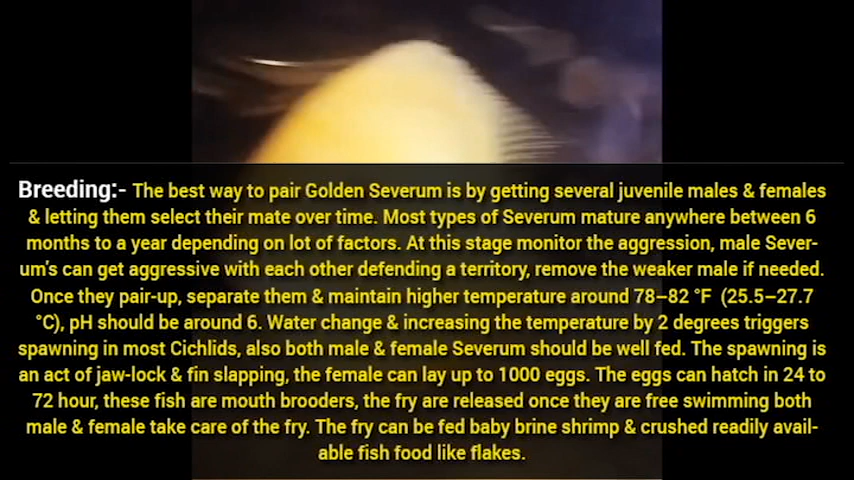 Breeding:- The best way to pair Golden Severum is by getting several juvenile males & females
& letting them select their mate over time. Most types of Severum mature anywhere between 6
months to a year depending on lot of factors. At this stage monitor the aggression, male Sever-
um's can get aggressive with each other defending a territory, remove the weaker male if needed.
Once they pair-up, separate them & maintain higher temperature around 78–82 °F (25.5–27.7
°C), pH should be around 6. Water change & increasing the temperature by 2 degrees triggers
spawning in most Cichlids, also both male & female Severum should be well fed. The spawning is
an act of jaw-lock & fin slapping, the female can lay up to 1000 eggs. The eggs can hatch in 24 to
72 hour, these fish are mouth brooders, the fry are released once they are free swimming both
male & female take care of the fry. The fry can be fed baby brine shrimp & crushed readily avail-
able fish food like flakes.